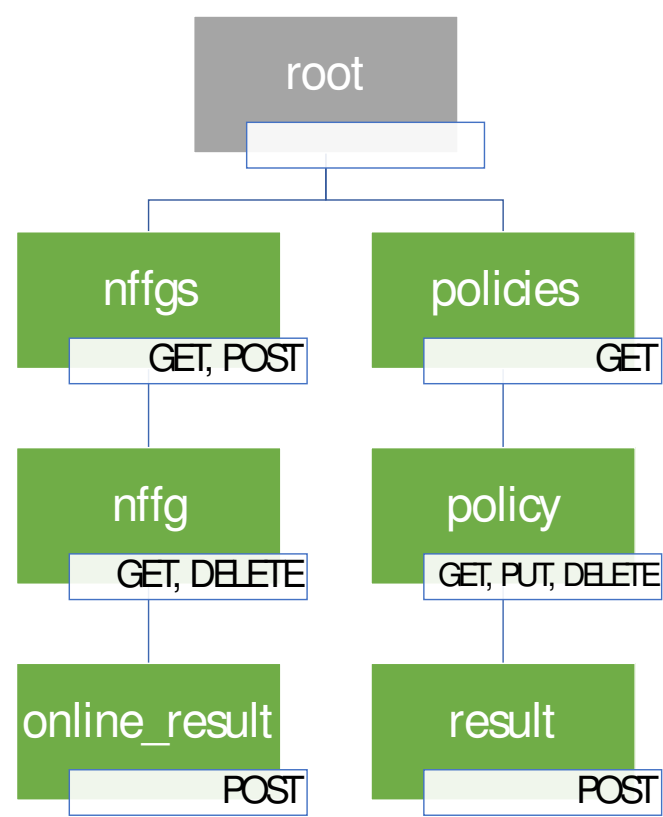 root
nffgs
GET, POST
policies
GET
nffg
GET, DELETE
policy
GET, PUT, DELETE
online_result
POST
result
POST